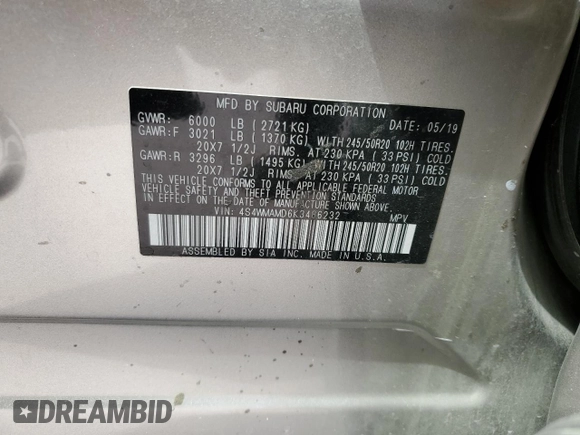 MFD BY SUBARU CORPORATION
GVWR: 6000 LB ( 2721 KG) DATE: 05/19
GAWR:F 3021 LB ( 1370 KG) WITH 245/50R20 102H TIRES.
20X7 1/2J RIMS. AT 230 KPA ( 33 PSI) COLD
GAWR:R 3296 LB ( 1495 KG) WITH 245/50R20 102H TIRES.
20X7 1/2J RIMS. AT 230 KPA ( 33 PSI) COLD
THIS VEHICLE CONFORMS TO ALL APPLICABLE FEDERAL MOTOR
VEHICLE SAFETY AND THEFT PREVENTION STANDARDS
IN EFFECT ON THE DATE OF MANUFACTURE SHOWN ABOVE.
VIN: MPV
ASSEMBLED BY SIA INC. MADE IN U.S.A.
DREAMBID